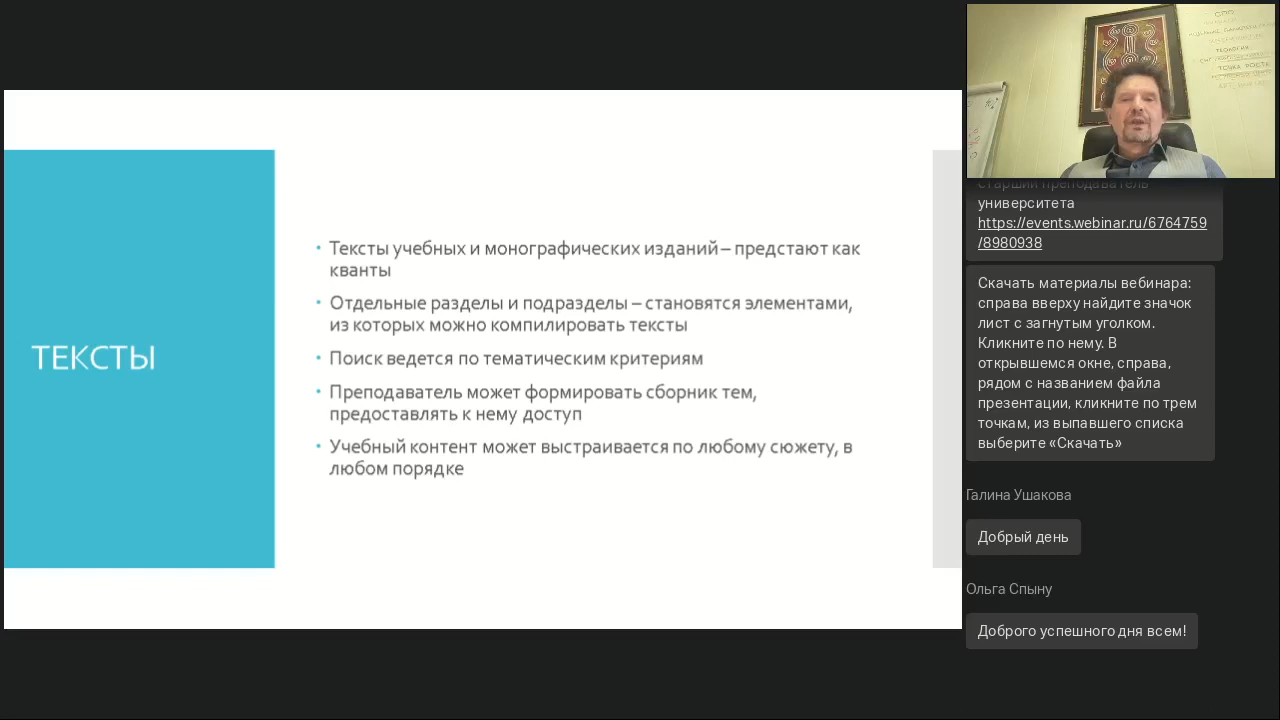 ТЕКСТЫ
• Тексты учебных и монографических изданий – предстают как
кванты
• Отдельные разделы и подразделы – становятся элементами,
из которых можно компилировать тексты
• Поиск ведется по тематическим критериям
• Преподаватель может формировать сборник тем,
предоставлять к нему доступ
• Учебный контент может выстраивается по любому сюжету, в
любом порядке
Старший преподаватель
университета
https://events.webinar.ru/6764759
/8980938
Скачать материалы вебинара:
справа вверху найдите значок
лист с загнутым уголком.
Кликните по нему. В
открывшемся окне, справа,
рядом с названием файла
презентации, кликните по трем
точкам, из выпавшего списка
выберите «Скачать»
Галина Ушакова
Добрый день
Ольга Спыну
Доброго успешного дня всем!